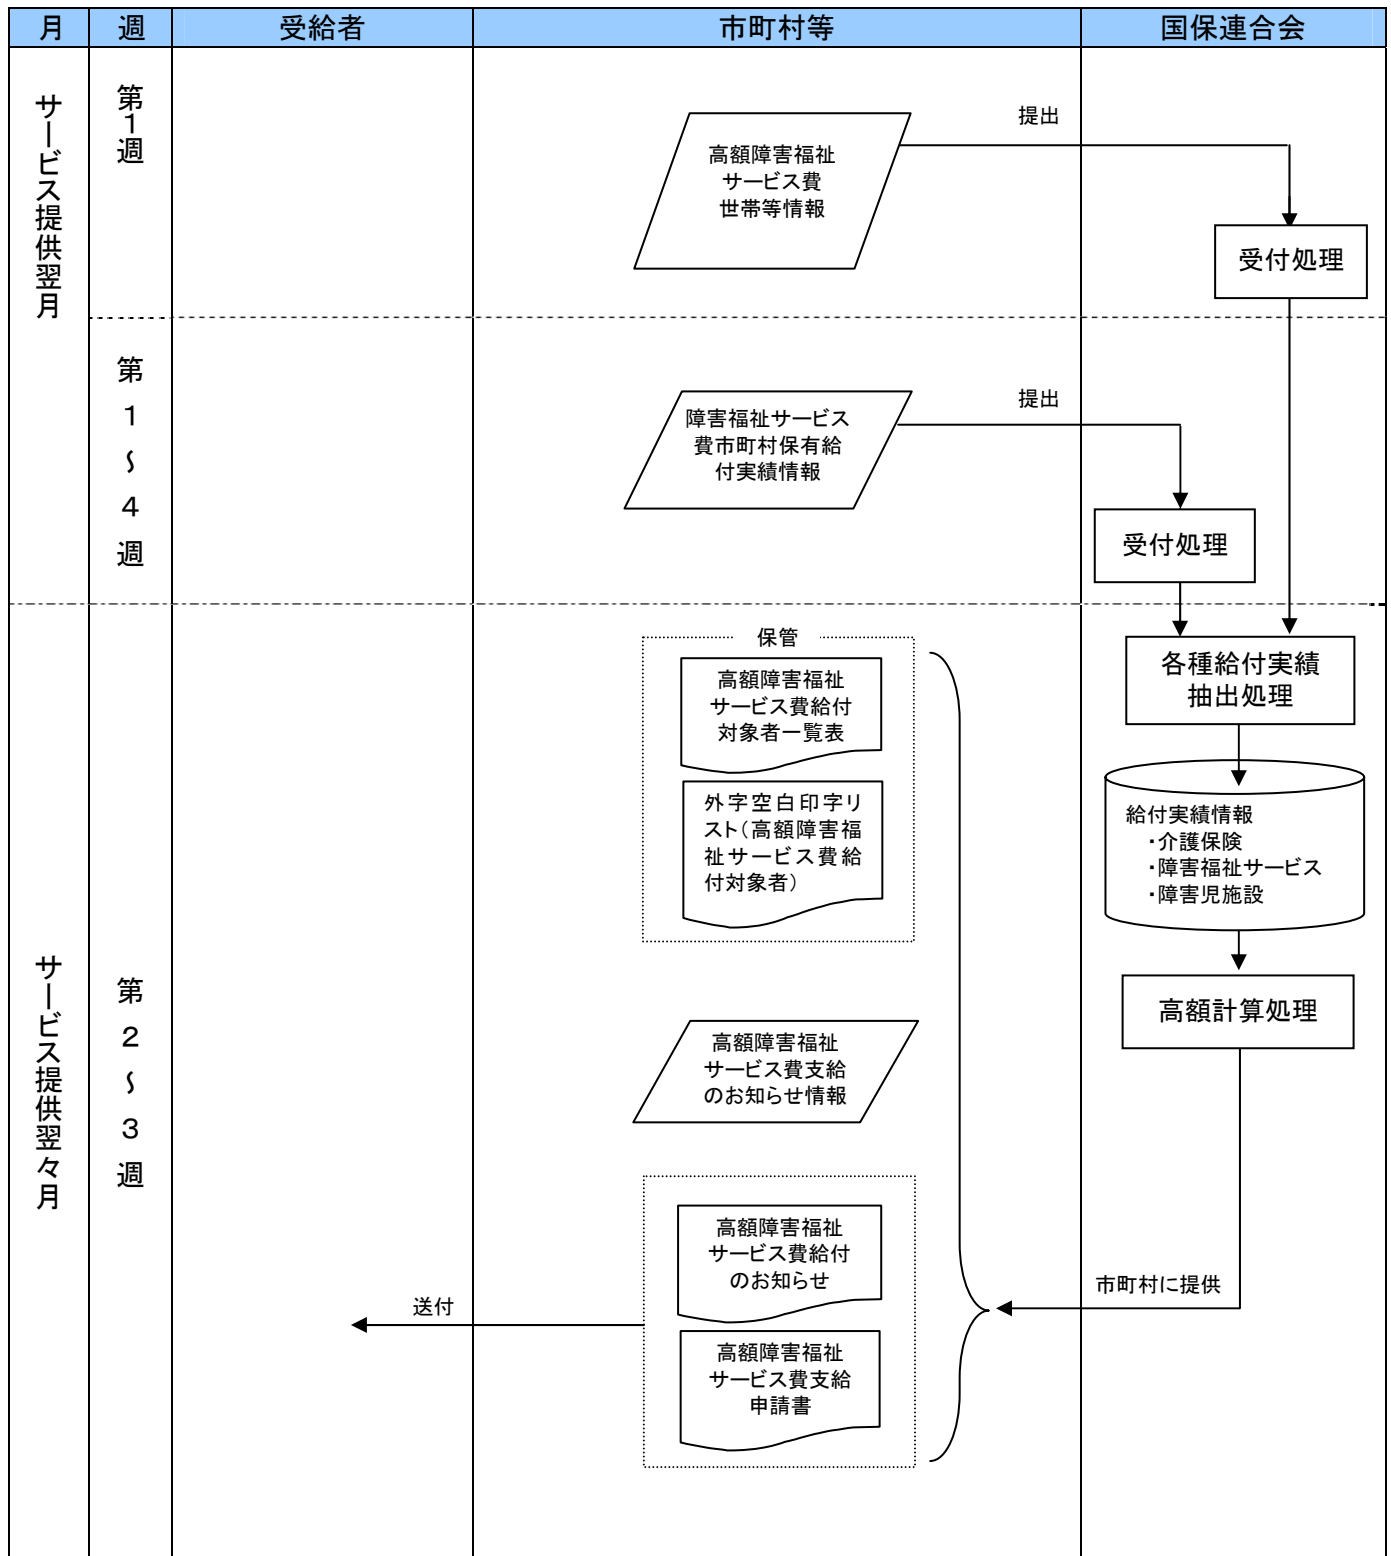 月 週 受給者 市町村等 国保連合会
サービス提供翌月
第1週
高額障害福祉
サービス費
世帯等情報
提出
受付処理
第1～4週
障害福祉サービス
費市町村保有給
付実績情報
提出
受付処理
サービス提供翌々月
第2～3週
保管
高額障害福祉
サービス費給付
対象者一覧表
外字空白印字リ
スト（高額障害福
祉サービス費給
付対象者）
各種給付実績
抽出処理
給付実績情報
・介護保険
・障害福祉サービス
・障害児施設
高額計算処理
高額障害福祉
サービス費支給
のお知らせ情報
高額障害福祉
サービス費給付
のお知らせ
市町村に提供
送付
高額障害福祉
サービス費支給
申請書